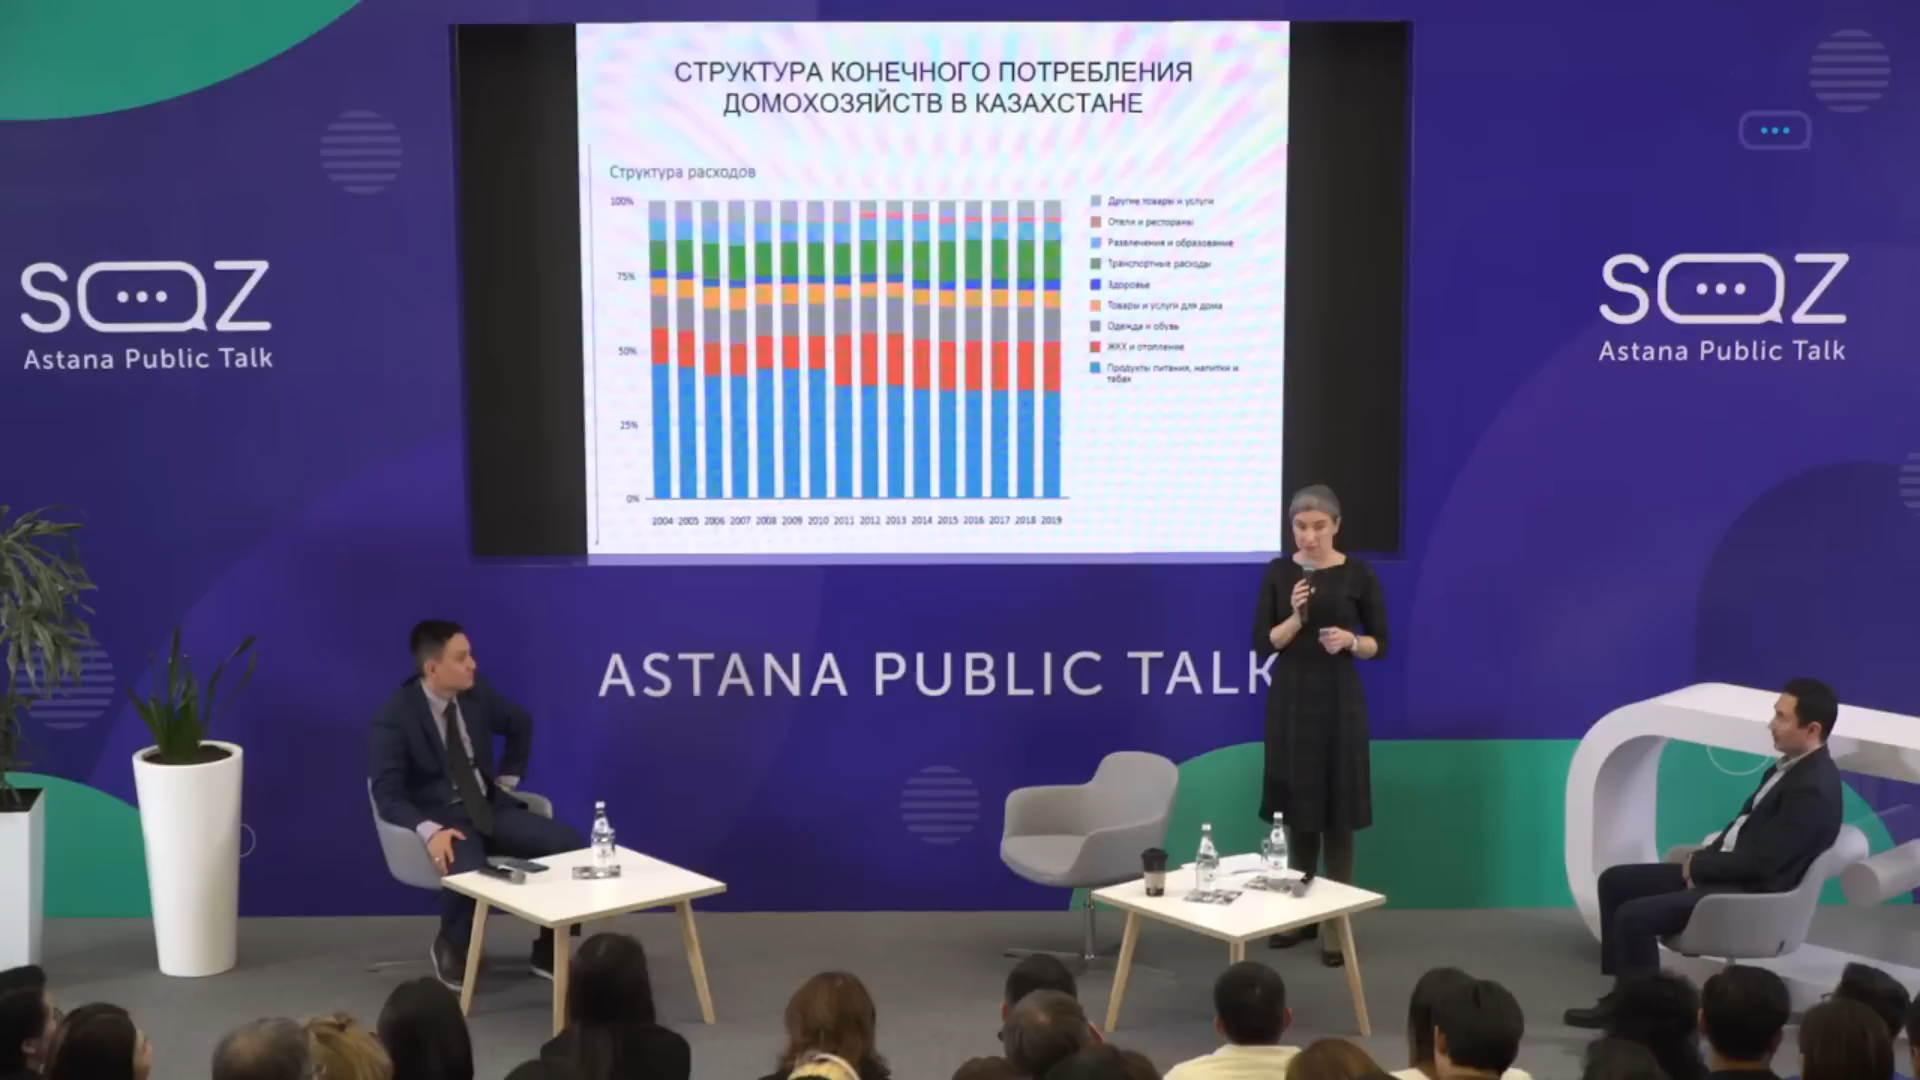 СТРУКТУРА КОНЕЧНОГО ПОТРЕБЛЕНИЯ
ДОМОХОЗЯЙСТВ В КАЗАХСТАНЕ
Структура расходов
100%
75%
50%
25%
0%
2004 2005 2006 2007 2008 2009 2010 2011 2012 2013 2014 2015 2016 2017 2018 2019
Другие товары и услуги
Отели и рестораны
Развлечения и образование
Транспортные расходы
Здоровье
Товары и услуги для дома
Одежда и обувь
ЖКХ и отопление
Продукты питания, напитки и
табак
SOZ
Astana Public Talk
SOZ
Astana Public Talk
ASTANA PUBLIC TALK